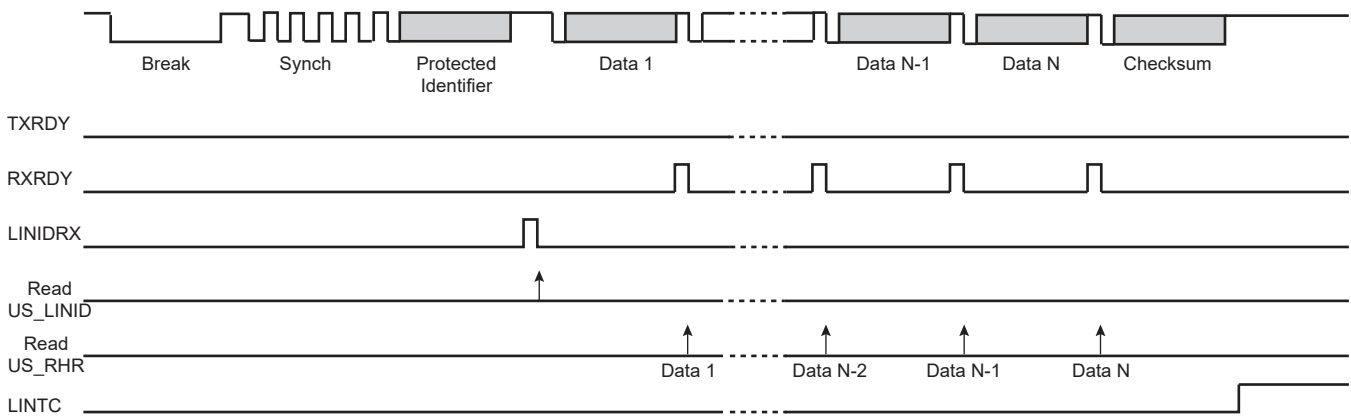 Break
Synch
Protected
Identifier
Data 1
Data N-1
Data N
Checksum
TXRDY
RXRDY
LINIDRX
Read
US_LINID
Read
US_RHR
Data 1
Data N-2
Data N-1
Data N
LINTC